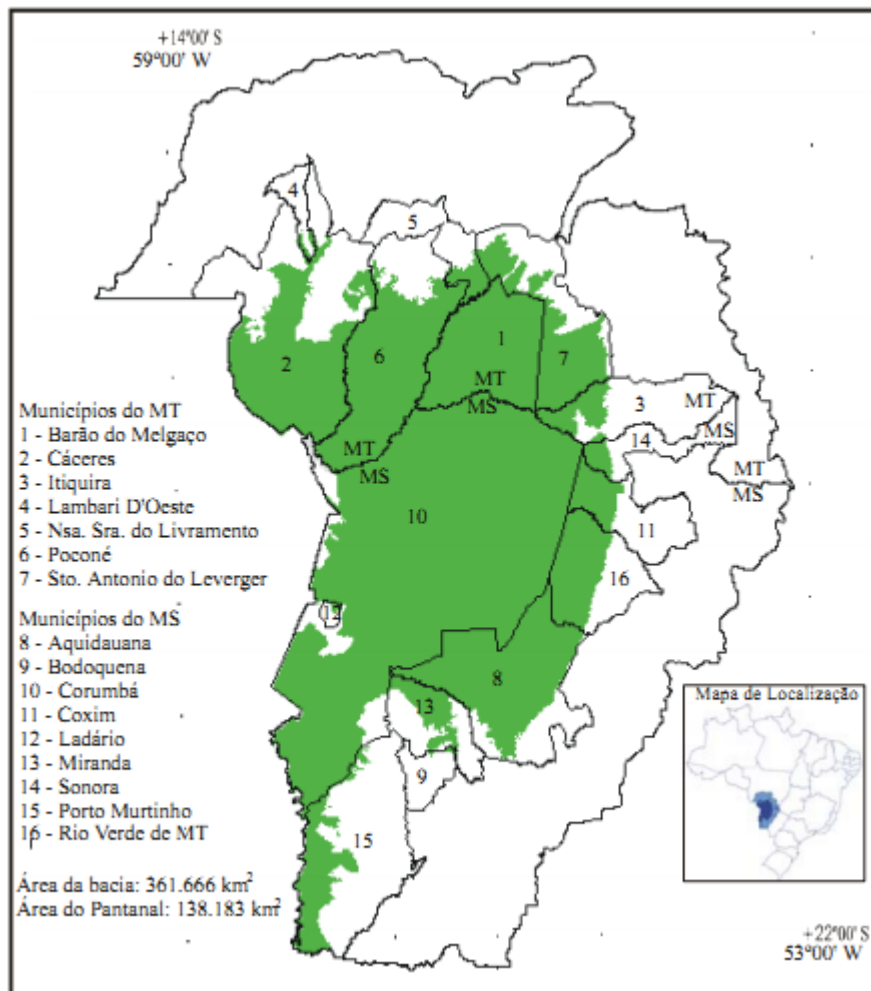 +14°00' S
59°00' W
4
5
1
2
6
7
MT
MS
3
MT
MS
14
MT
MS
MT
MS
10
11
16
12
8
13
9
15
Municípios do MT
1 - Barão do Melgaço
2 - Cáceres
3 - Itiquira
4 - Lambari D'Oeste
5 - Nsa. Sra. do Livramento
6 - Poconé
7 - Sto. Antonio do Leverger
Municípios do MS
8 - Aquidauana
9 - Bodoquena
10 - Corumbá
11 - Coxim
12 - Ladário
13 - Miranda
14 - Sonora
15 - Porto Murtinho
16 - Rio Verde de MT
Área da bacia: 361.666 km²
Área do Pantanal: 138.183 km²
Mapa de Localização
+22°00' S
53°00' W